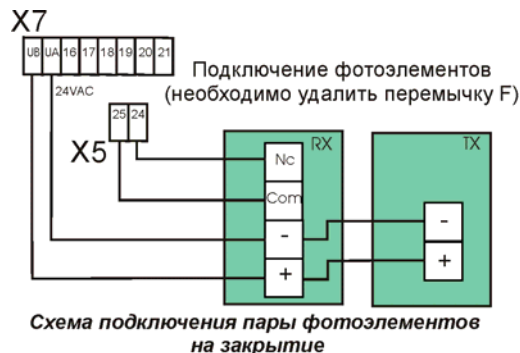 X7
UB UA 16 17 18 19 20 21
24VAC
Подключение фотоэлементов
(необходимо удалить перемычку F)
25 24
X5
RX
TX
Nc
Com
-
+
-
+
Схема подключения пары фотоэлементов
на закрытие